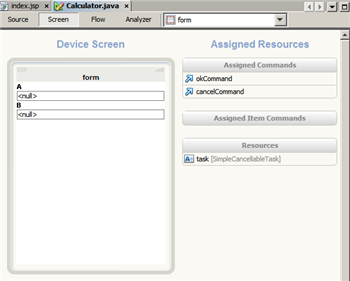 index.jsp Calculator.java
Source Screen Flow Analyzer form
Device Screen
Assigned Resources
form
A
<null>
B
<null>
Assigned Commands
okCommand
cancelCommand
Assigned Item Commands
Resources
task [SimpleCancellableTask]